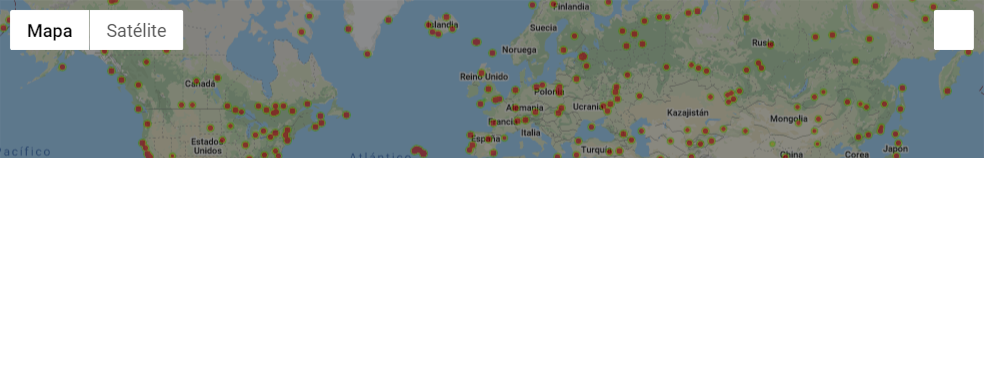 Mapa Satélite
Finlandia
Islandia
Suecia
Rusia
Noruega
Reino Unido
Canadá
Polonia
Alemania Ucrania
Kazajistán
Mongolia
Francia
Italia
España
Estados
Unidos
Turquía
Japón
Pacífico
Atlántico
China
Corea